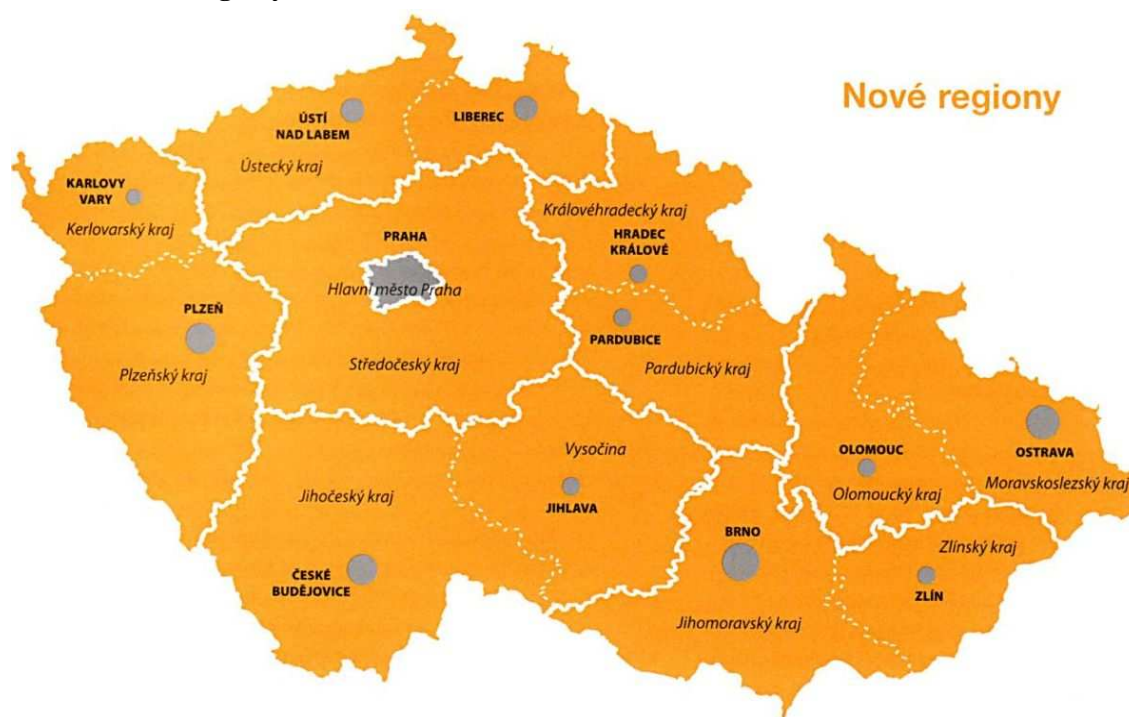 Nové regiony
ÚSTÍ
NAD LABEM
LIBEREC
Ústecký kraj
KARLOVY
VARY
Kerlovarský kraj
Královéhradecký kraj
HRADEC
KRÁLOVÉ
PRAHA
Hlavní město Praha
PLZEŇ
PARDUBICE
Plzeňský kraj
Středočeský kraj
Pardubický kraj
Vysočina
OLOMOUC
OSTRAVA
Olomoucký kraj
Moravskoslezský kraj
Jihočeský kraj
JIHLAVA
BRNO
Zlínský kraj
ČESKÉ
BUDĚJOVICE
ZLÍN
Jihomoravský kraj